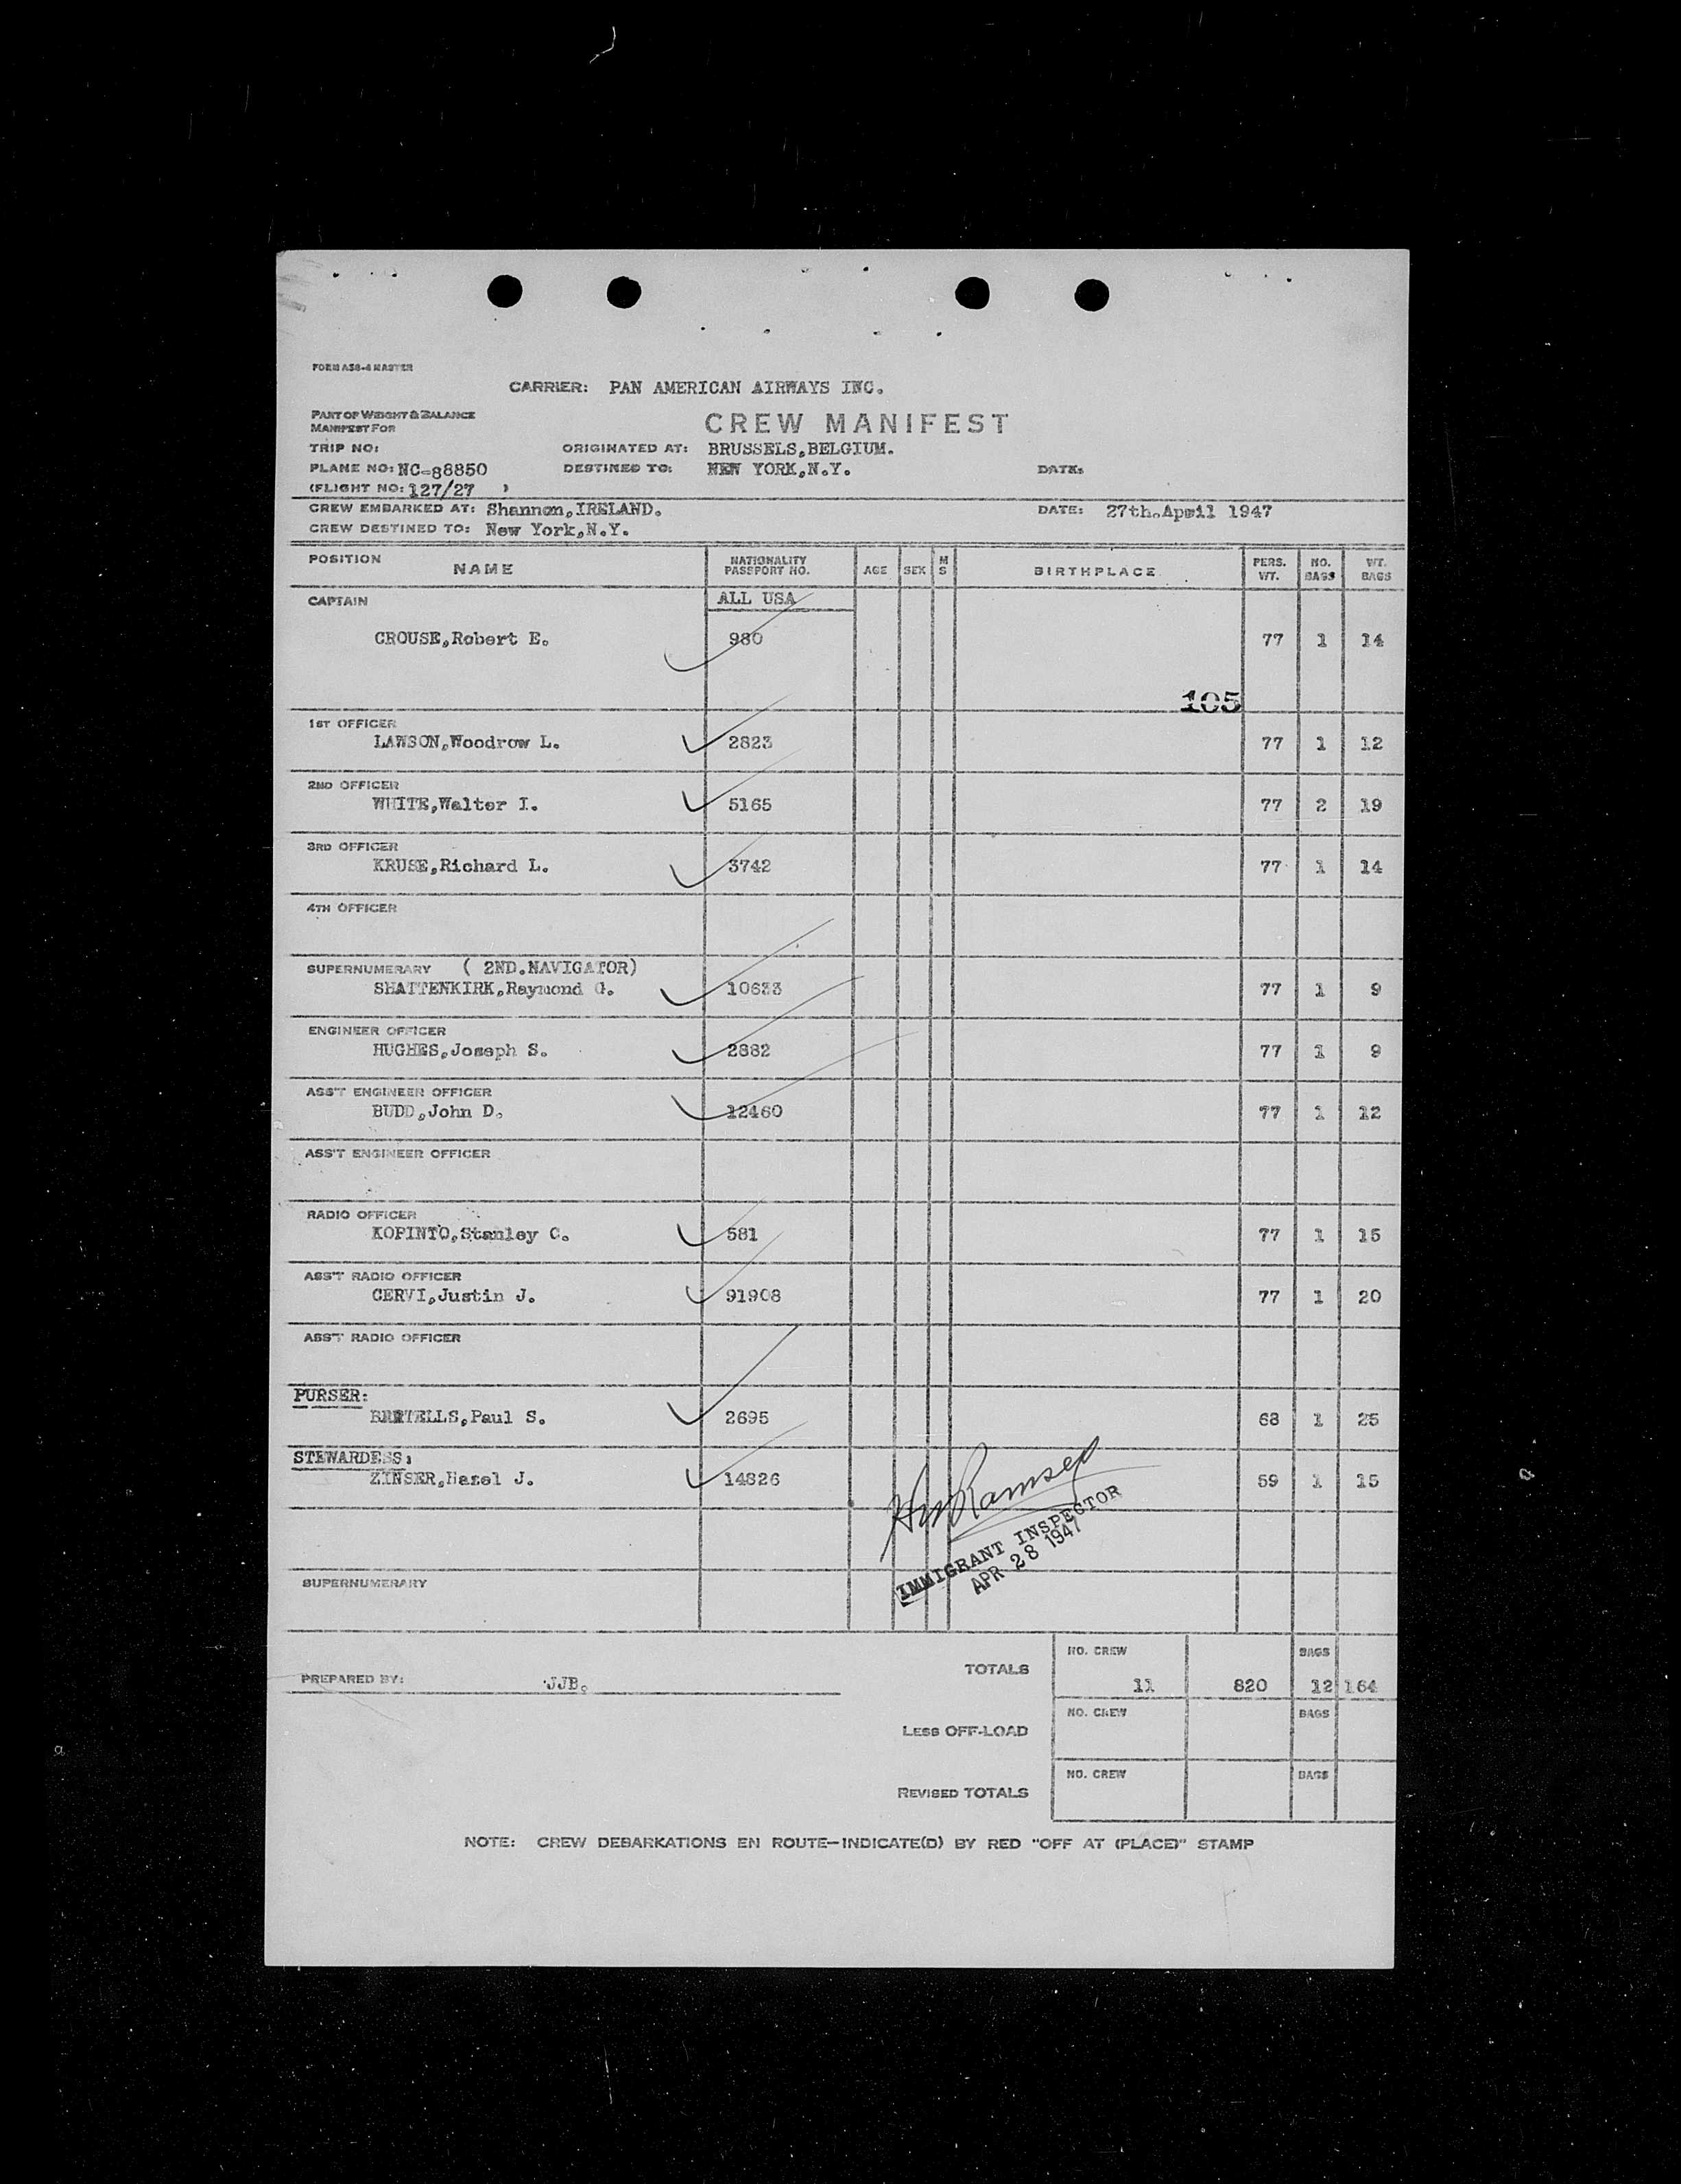 FORM A38-4 MASTER
CARRIER: PAN AMERICAN AIRWAYS INC.
PART OF WEIGHT & BALANCE
MANIFEST FOR
CREW MANIFEST
TRIP NO: ORIGINATED AT: BRUSSELS,BELGIUM.
PLANE NO: NC-88850 DESTINED TO: NEW YORK,N.Y. DATE:
(FLIGHT NO: 127/27 )
CREW EMBARKED AT: Shannon,IRELAND. DATE: 27th.April 1947
CREW DESTINED TO: New York,N.Y.
POSITION NAME NATIONALITY PASSPORT NO. AGE SEX M S BIRTHPLACE PERS. WT. NO. BAGS WT. BAGS
CAPTAIN ALL USA
CROUSE,Robert E. 980 77 1 14
105
1ST OFFICER
LAWSON,Woodrow L. 2823 77 1 12
2ND OFFICER
WHITE,Walter I. 5165 77 2 19
3RD OFFICER
KRUSE,Richard L. 3742 77 1 14
4TH OFFICER
SUPERNUMERARY ( 2ND.NAVIGATOR)
SHATTENKIRK,Raymond G. 10633 77 1 9
ENGINEER OFFICER
HUGHES,Joseph S. 2882 77 1 9
ASS'T ENGINEER OFFICER
BUDD,John D. 12460 77 1 12
ASS'T ENGINEER OFFICER
RADIO OFFICER
KOPINTO,Stanley C. 581 77 1 15
ASS'T RADIO OFFICER
CERVI,Justin J. 91908 77 1 20
ASS'T RADIO OFFICER
PURSER:
BERTELLS,Paul S. 2695 68 1 25
STEWARDESS:
ZINSER,Hazel J. 14826 59 1 15
Ramsey
IMMIGRANT INSPECTOR
APR 28 1947
SUPERNUMERARY
NO. CREW BAGS
PREPARED BY: JJB. TOTALS 11 820 12 164
NO. CREW BAGS
LESS OFF-LOAD
NO. CREW BAGS
REVISED TOTALS
NOTE: CREW DEBARKATIONS EN ROUTE—INDICATE(D) BY RED "OFF AT (PLACE)" STAMP